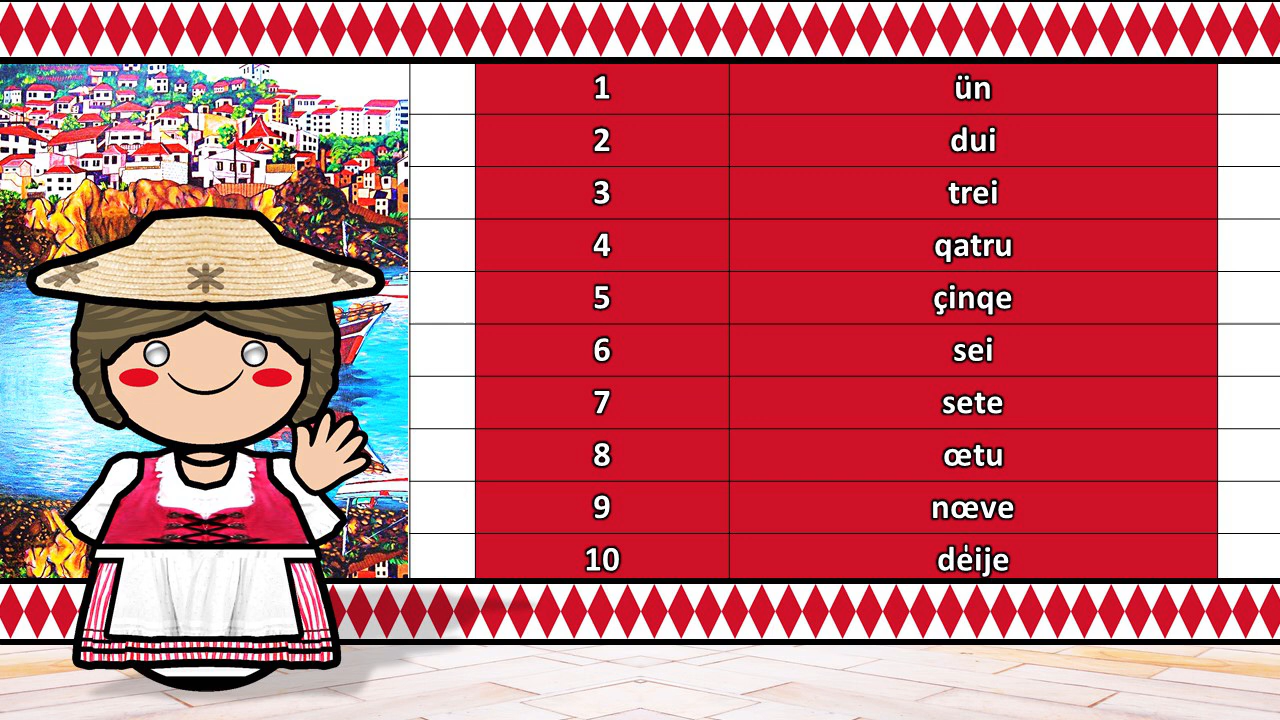 1 ün
2 dui
3 trei
4 qatru
5 çinqe
6 sei
7 sete
8 œtu
9 nœve
10 dėije